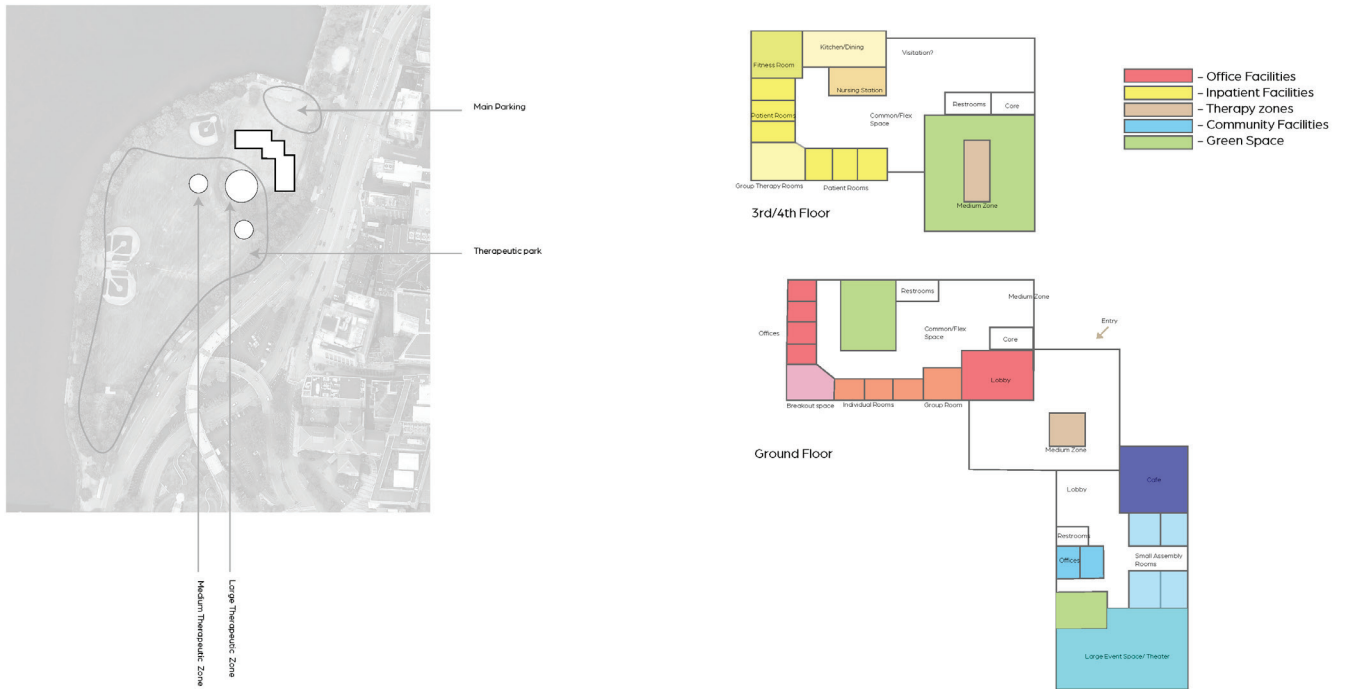 Main Parking
Therapeutic park
Medium Therapeutic Zone
Large Therapeutic Zone
Kitchen/Dining
Visitation?
Fitness Room
Nursing Station
Restrooms
Core
Patient Rooms
Common/Flex
Space
Group Therapy Rooms
Patient Rooms
Medium Zone
3rd/4th Floor
- Office Facilities
- Inpatient Facilities
- Therapy zones
- Community Facilities
- Green Space
Restrooms
Medium Zone
Offices
Common/Flex
Space
Core
Entry
Lobby
Breakout space
Individual Rooms
Group Room
Ground Floor
Medium Zone
Lobby
Cafe
Restrooms
Offices
Small Assembly
Rooms
Large Event Space/ Theater